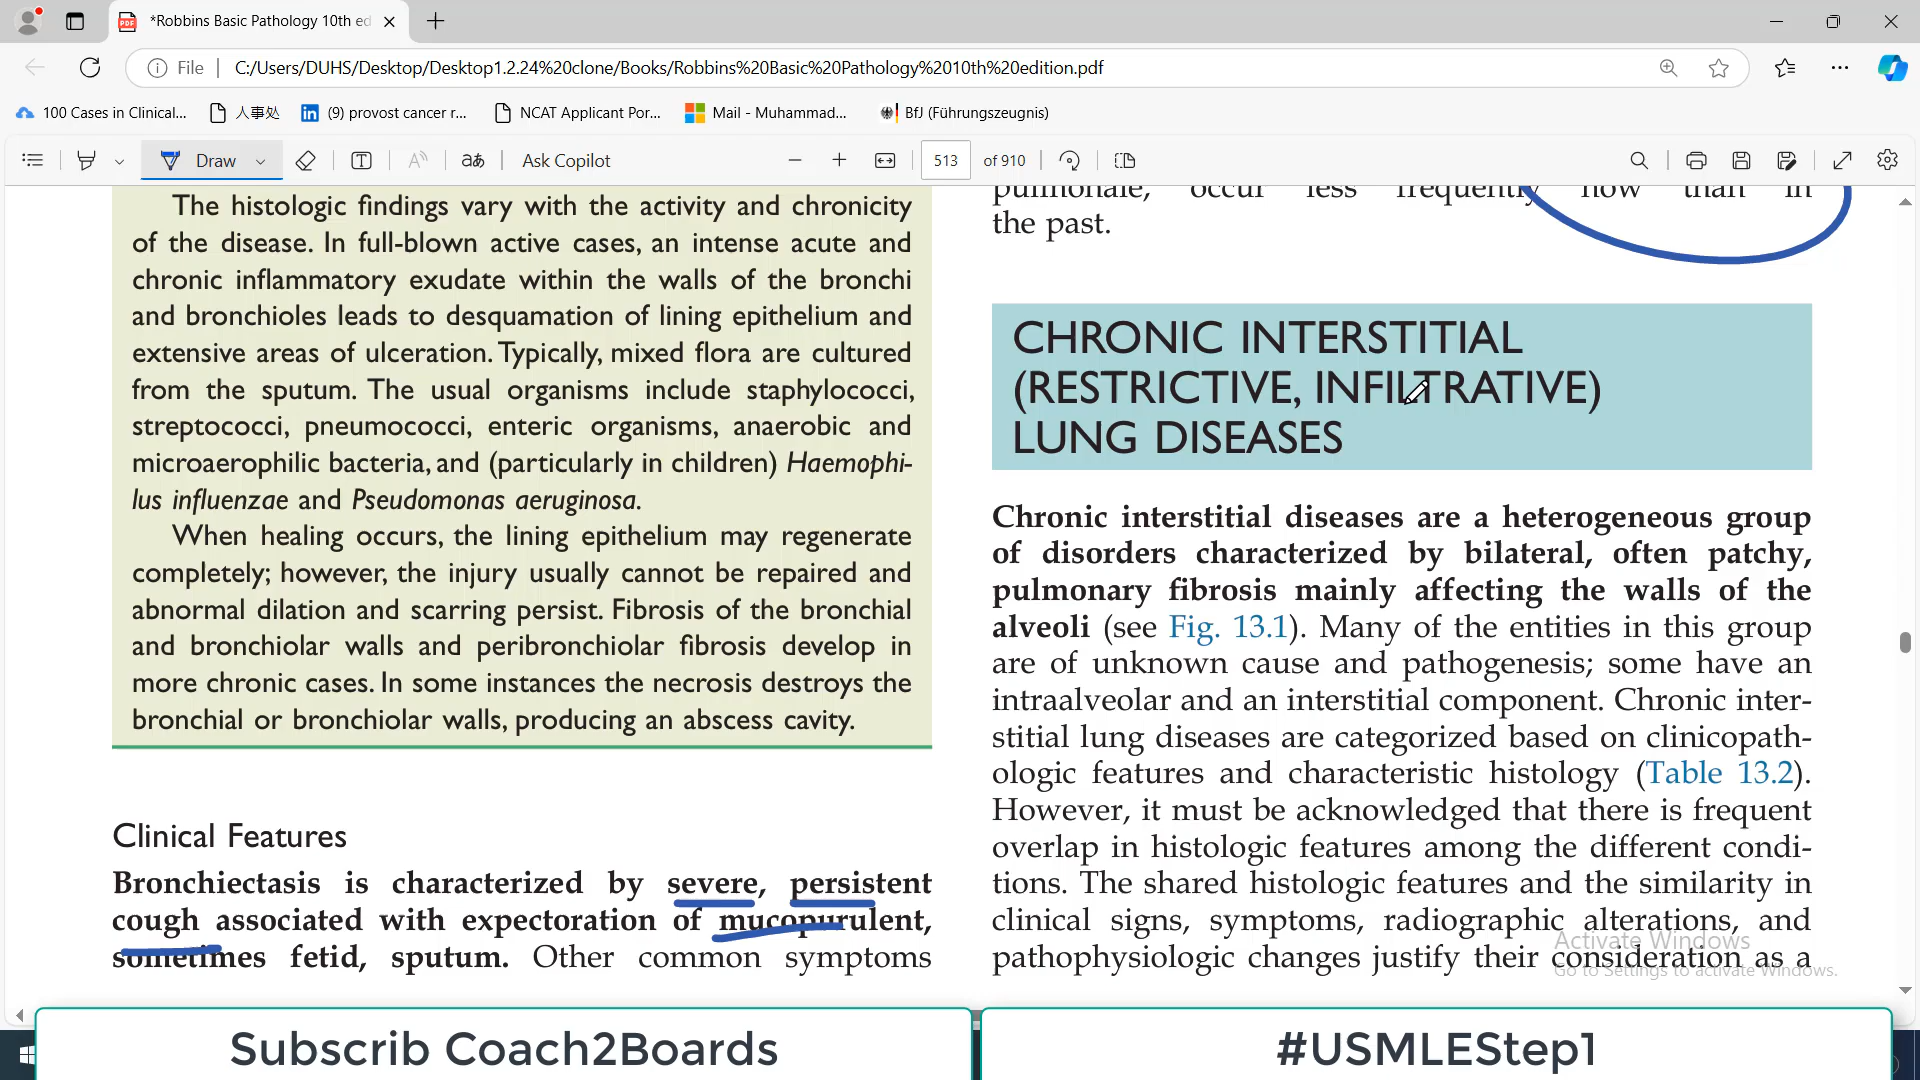 *Robbins Basic Pathology 10th ed
File
C:/Users/DUHS/Desktop/Desktop1.2.24%20clone/Books/Robbins%20Basic%20Pathology%2010th%20edition.pdf
100 Cases in Clinical...
人事处
(9) provost cancer r...
NCAT Applicant Por...
Mail - Muhammad...
BfJ (Führungszeugnis)
Draw
Ask Copilot
513 of 910
The histologic findings vary with the activity and chronicity
of the disease. In full-blown active cases, an intense acute and
chronic inflammatory exudate within the walls of the bronchi
and bronchioles leads to desquamation of lining epithelium and
extensive areas of ulceration. Typically, mixed flora are cultured
from the sputum. The usual organisms include staphylococci,
streptococci, pneumococci, enteric organisms, anaerobic and
microaerophilic bacteria, and (particularly in children) Haemophi-
lus influenzae and Pseudomonas aeruginosa.
When healing occurs, the lining epithelium may regenerate
completely; however, the injury usually cannot be repaired and
abnormal dilation and scarring persist. Fibrosis of the bronchial
and bronchiolar walls and peribronchiolar fibrosis develop in
more chronic cases. In some instances the necrosis destroys the
bronchial or bronchiolar walls, producing an abscess cavity.
Clinical Features
Bronchiectasis is characterized by severe, persistent
cough associated with expectoration of mucopurulent,
sometimes fetid, sputum. Other common symptoms
pulmonale, occur less frequently now than in
the past.
CHRONIC INTERSTITIAL
(RESTRICTIVE, INFILTRATIVE)
LUNG DISEASES
Chronic interstitial diseases are a heterogeneous group
of disorders characterized by bilateral, often patchy,
pulmonary fibrosis mainly affecting the walls of the
alveoli (see Fig. 13.1). Many of the entities in this group
are of unknown cause and pathogenesis; some have an
intraalveolar and an interstitial component. Chronic inter-
stitial lung diseases are categorized based on clinicopath-
ologic features and characteristic histology (Table 13.2).
However, it must be acknowledged that there is frequent
overlap in histologic features among the different condi-
tions. The shared histologic features and the similarity in
clinical signs, symptoms, radiographic alterations, and
pathophysiologic changes justify their consideration as a
Activate Windows
Go to Settings to activate Windows.
Subscrib Coach2Boards
#USMLEStep1